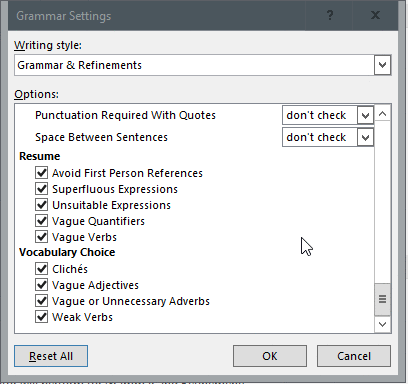 Grammar Settings
Writing style:
Grammar & Refinements
Options:
Punctuation Required With Quotes don't check
Space Between Sentences don't check
Resume
Avoid First Person References
Superfluous Expressions
Unsuitable Expressions
Vague Quantifiers
Vague Verbs
Vocabulary Choice
Clichés
Vague Adjectives
Vague or Unnecessary Adverbs
Weak Verbs
Reset All OK Cancel